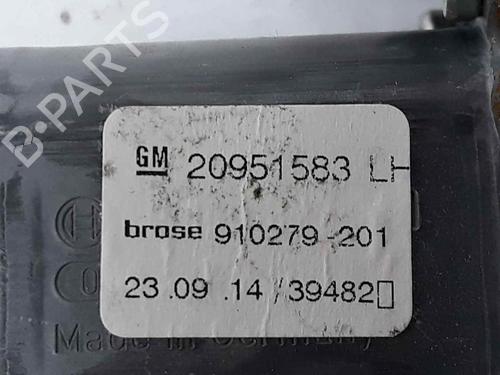 B-PARTS
GM 20951583 LH
brose 910279-201
23.09.14/39482
Made in Germany